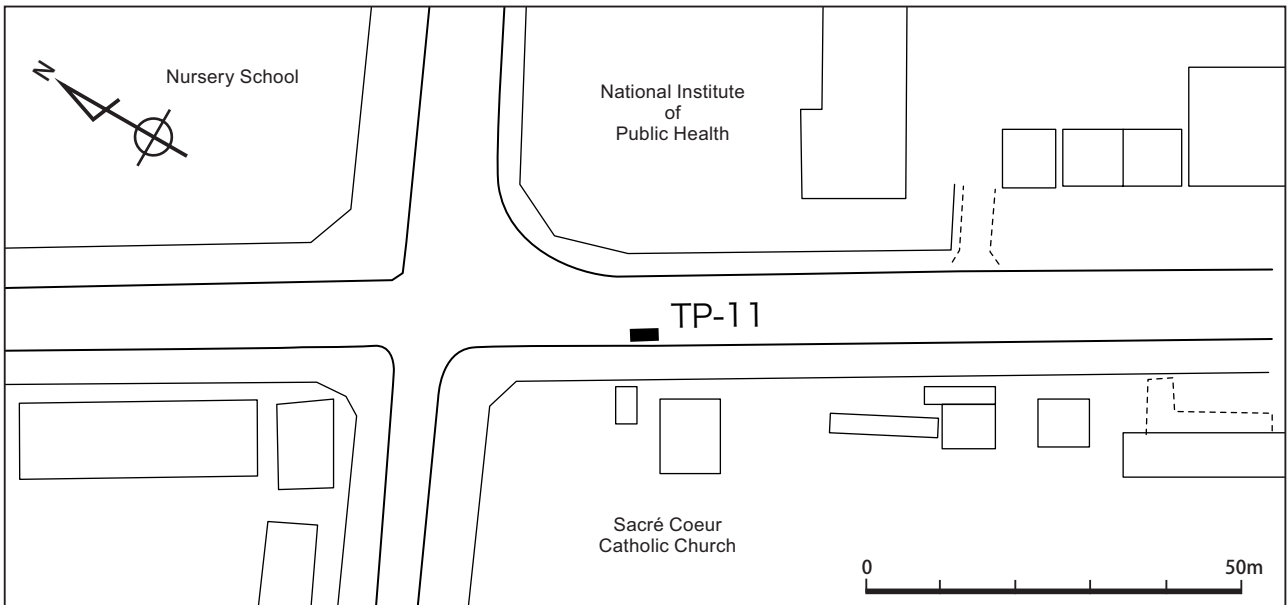 N
Nursery School
National Institute
of
Public Health
TP-11
Sacré Coeur
Catholic Church
0
50m